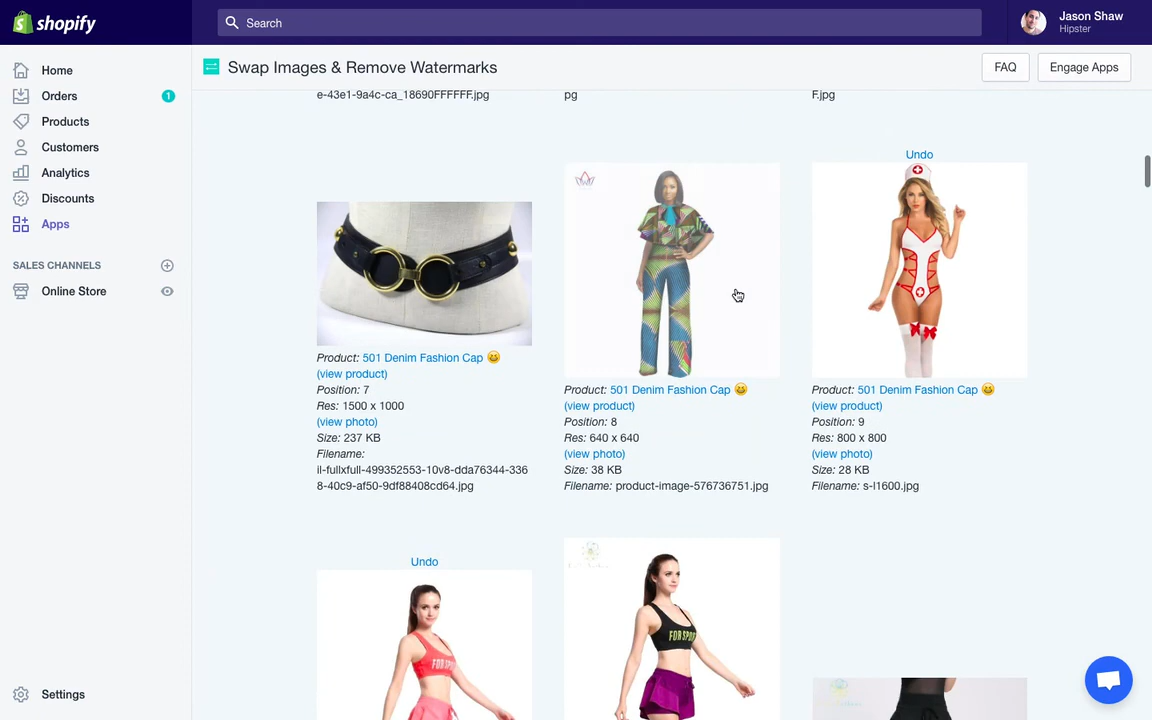 shopify
Search
Jason Shaw
Hipster
Home
Orders
1
Products
Customers
Analytics
Discounts
Apps
SALES CHANNELS
Online Store
Settings
Swap Images & Remove Watermarks
FAQ
Engage Apps
e-43e1-9a4c-ca_18690FFFFFF.jpg
pg
F.jpg
Product: 501 Denim Fashion Cap 😀
(view product)
Position: 7
Res: 1500 x 1000
(view photo)
Size: 237 KB
Filename:
il-fullxfull-499352553-10v8-dda76344-336
8-40c9-af50-9df88408cd64.jpg
Product: 501 Denim Fashion Cap 😀
(view product)
Position: 8
Res: 640 x 640
(view photo)
Size: 38 KB
Filename: product-image-576736751.jpg
Undo
Product: 501 Denim Fashion Cap 😀
(view product)
Position: 9
Res: 800 x 800
(view photo)
Size: 28 KB
Filename: s-l1600.jpg
Undo
FOR SPO
FOR SPO